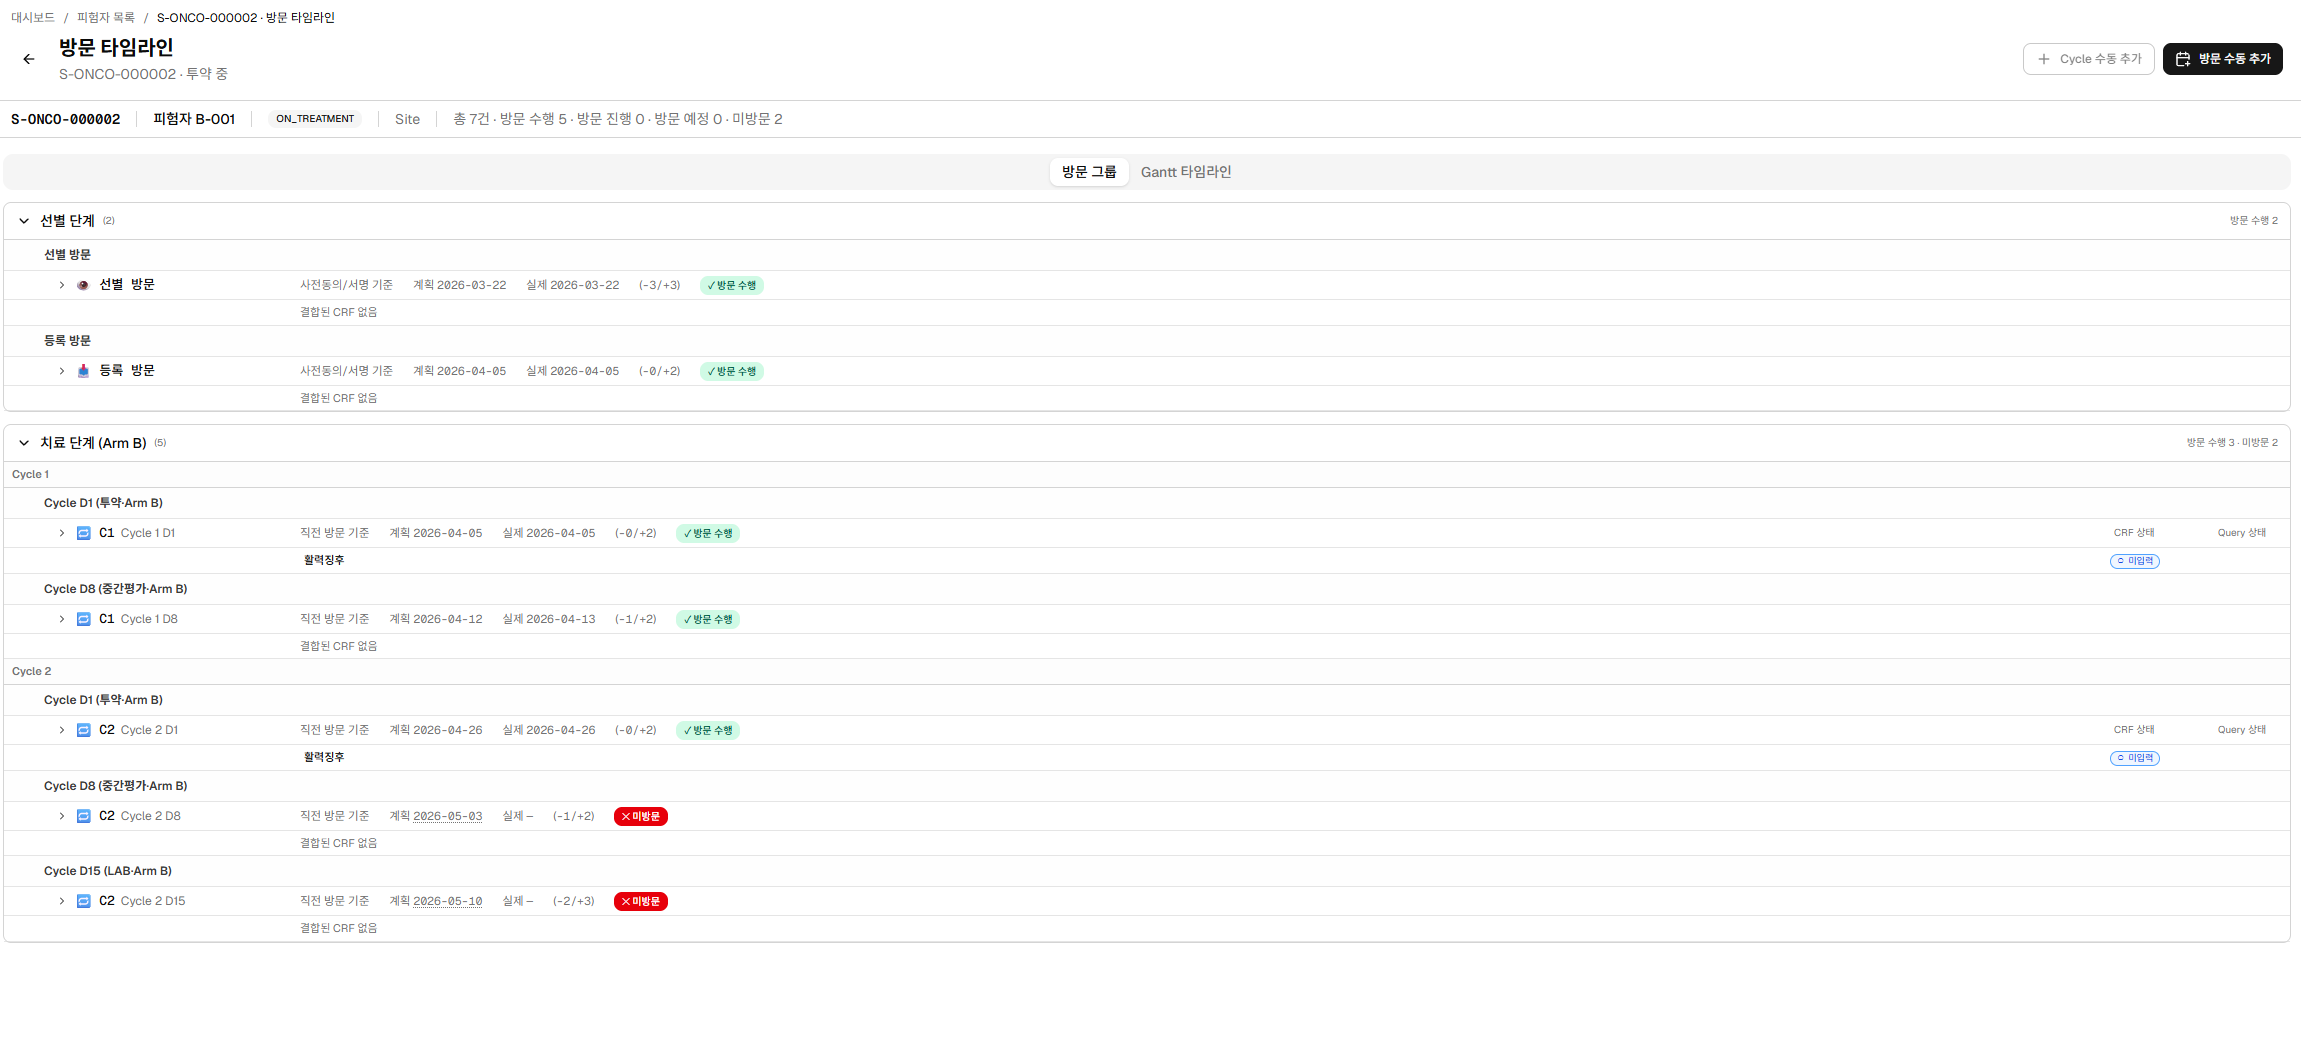 대시보드 / 피험자 목록 / S-ONCO-000002 · 방문 타임라인
방문 타임라인
S-ONCO-000002 · 투약 중
Cycle 수동 추가
방문 수동 추가
S-ONCO-000002 피험자 B-001 ON_TREATMENT Site 총 7건 · 방문 수행 5 · 방문 진행 0 · 방문 예정 0 · 미방문 2
방문 그룹 Gantt 타임라인
선별 단계 (2) 방문 수행 2
선별 방문
선별 방문 사전동의/서명 기준 계획 2026-03-22 실제 2026-03-22 (-3/+3) ✓방문 수행
결합된 CRF 없음
등록 방문
등록 방문 사전동의/서명 기준 계획 2026-04-05 실제 2026-04-05 (-0/+2) ✓방문 수행
결합된 CRF 없음
치료 단계 (Arm B) (5) 방문 수행 3 · 미방문 2
Cycle 1
Cycle D1 (투약·Arm B)
C1 Cycle 1 D1 직전 방문 기준 계획 2026-04-05 실제 2026-04-05 (-0/+2) ✓방문 수행 CRF 상태 Query 상태
활력징후 미입력
Cycle D8 (중간평가·Arm B)
C1 Cycle 1 D8 직전 방문 기준 계획 2026-04-12 실제 2026-04-13 (-1/+2) ✓방문 수행
결합된 CRF 없음
Cycle 2
Cycle D1 (투약·Arm B)
C2 Cycle 2 D1 직전 방문 기준 계획 2026-04-26 실제 2026-04-26 (-0/+2) ✓방문 수행 CRF 상태 Query 상태
활력징후 미입력
Cycle D8 (중간평가·Arm B)
C2 Cycle 2 D8 직전 방문 기준 계획 2026-05-03 실제 — (-1/+2) ✕미방문
결합된 CRF 없음
Cycle D15 (LAB·Arm B)
C2 Cycle 2 D15 직전 방문 기준 계획 2026-05-10 실제 — (-2/+3) ✕미방문
결합된 CRF 없음